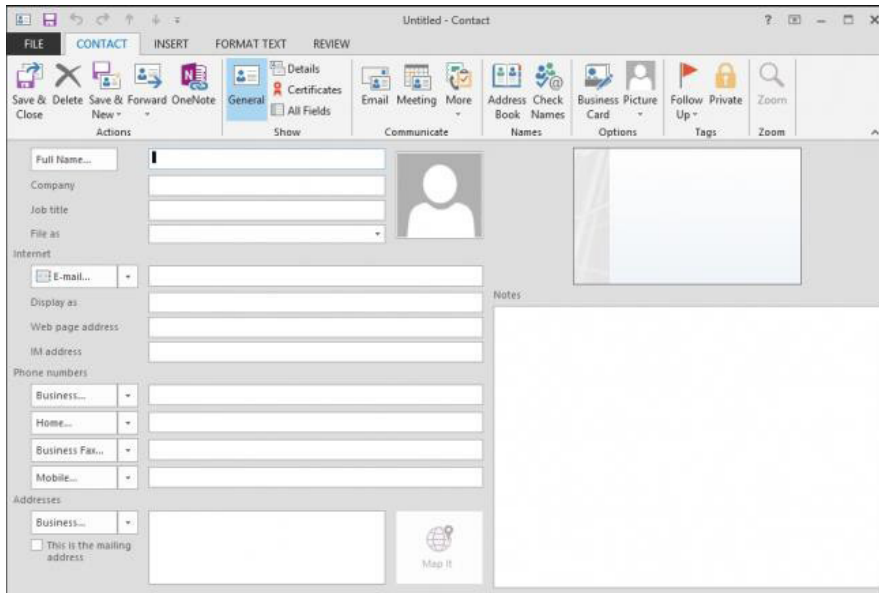 Untitled - Contact
?
FILE CONTACT INSERT FORMAT TEXT REVIEW
Save & Close
Delete
Save & New
Forward
OneNote
Actions
General
Details
Certificates
All Fields
Show
Email
Meeting
More
Communicate
Address Book
Check Names
Names
Business Card
Picture
Options
Follow Up
Private
Tags
Zoom
Zoom
Full Name...
Company
Job title
File as
Internet
E-mail...
Display as
Web page address
IM address
Phone numbers
Business...
Home...
Business Fax...
Mobile...
Addresses
Business...
This is the mailing
address
Map It
Notes